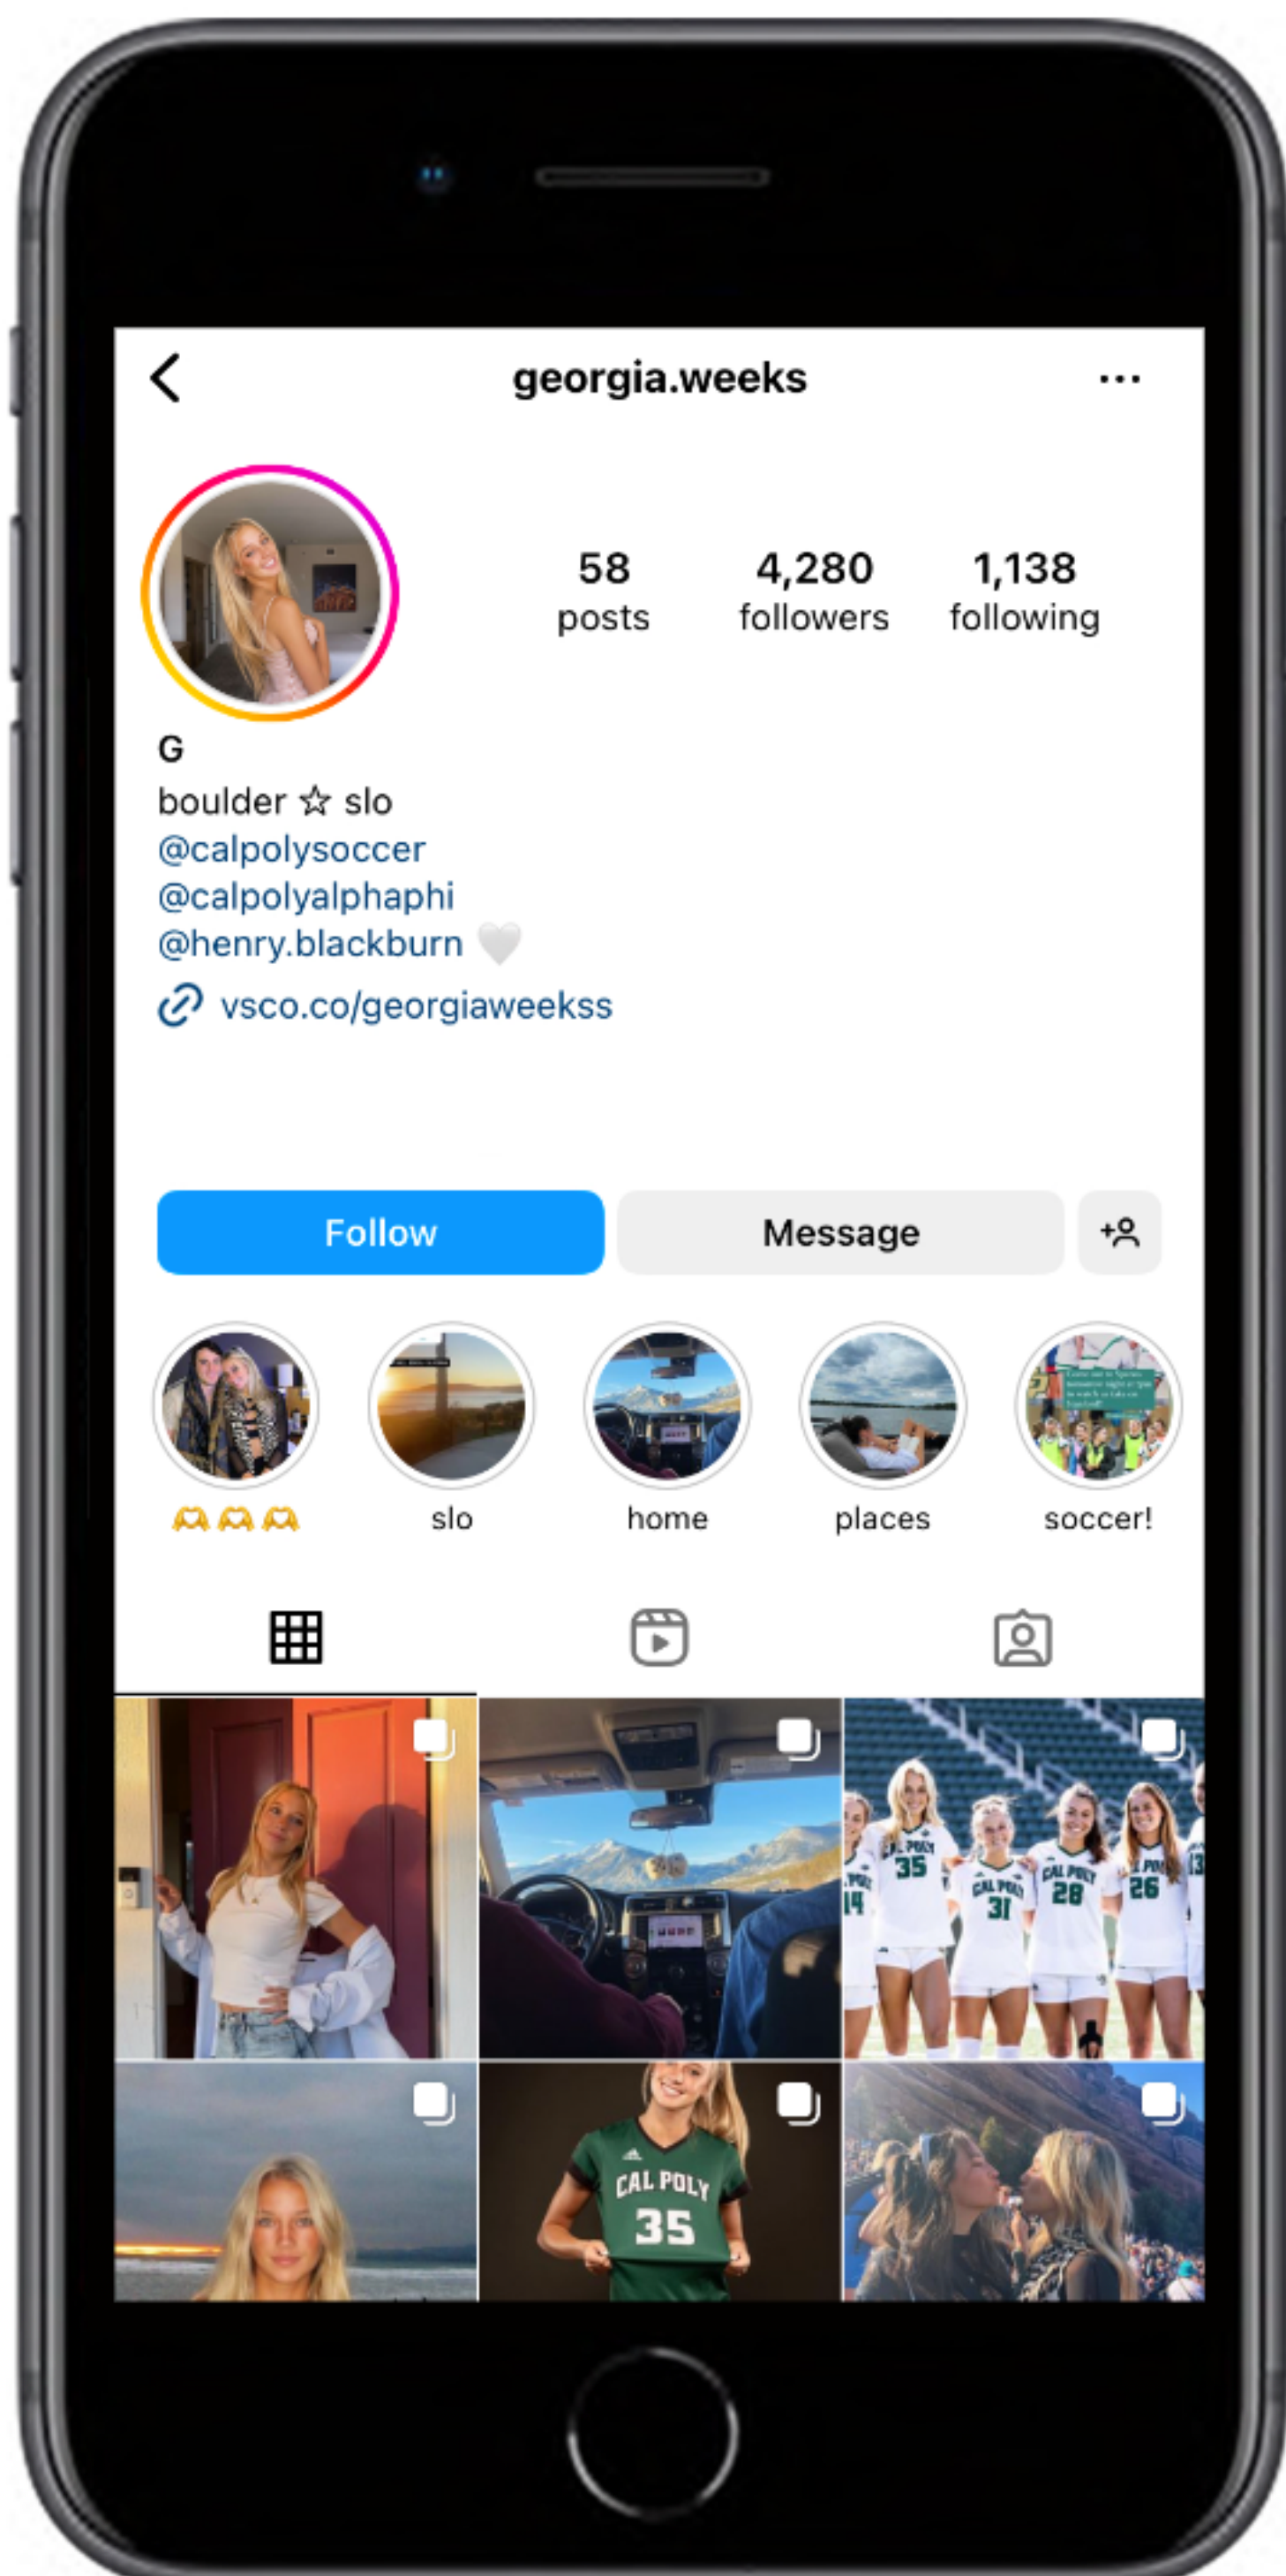 georgia.weeks
58
posts
4,280
followers
1,138
following
G
boulder ☆ slo
@calpolysoccer
@calpolyalphaphi
@henry.blackburn 🤍
vsco.co/georgiaweekss
Follow
Message
🫶🫶🫶
slo
home
places
soccer!
14
CAL POLY
35
CAL POLY
31
CAL POLY
28
26
13
CAL POLY
35